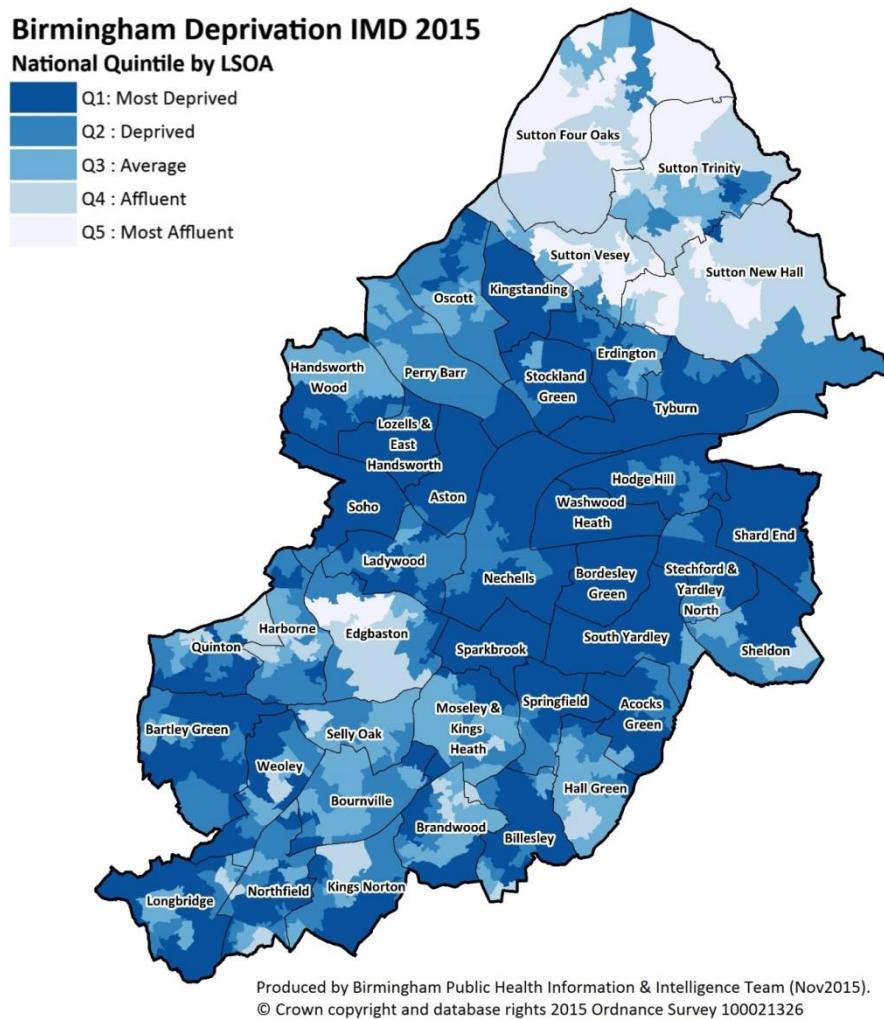 Birmingham Deprivation IMD 2015
National Quintile by LSOA
Q1: Most Deprived
Q2 : Deprived
Q3 : Average
Q4 : Affluent
Q5 : Most Affluent
Sutton Four Oaks
Sutton Trinity
Sutton Vesey
Sutton New Hall
Kingstanding
Oscott
Erdington
Handsworth
Wood
Perry Barr
Stockland
Green
Tyburn
Lozells &
East
Handsworth
Hodge Hill
Aston
Soho
Washwood
Heath
Shard End
Ladywood
Nechells
Bordesley
Green
Stechford &
Yardley
North
Harborne
Edgbaston
Quinton
Sparkbrook
South Yardley
Sheldon
Bartley Green
Selly Oak
Moseley &
Kings
Heath
Springfield
Acocks
Green
Weoley
Bournville
Hall Green
Brandwood
Billesley
Longbridge
Northfield
Kings Norton
Produced by Birmingham Public Health Information & Intelligence Team (Nov2015).
© Crown copyright and database rights 2015 Ordnance Survey 100021326